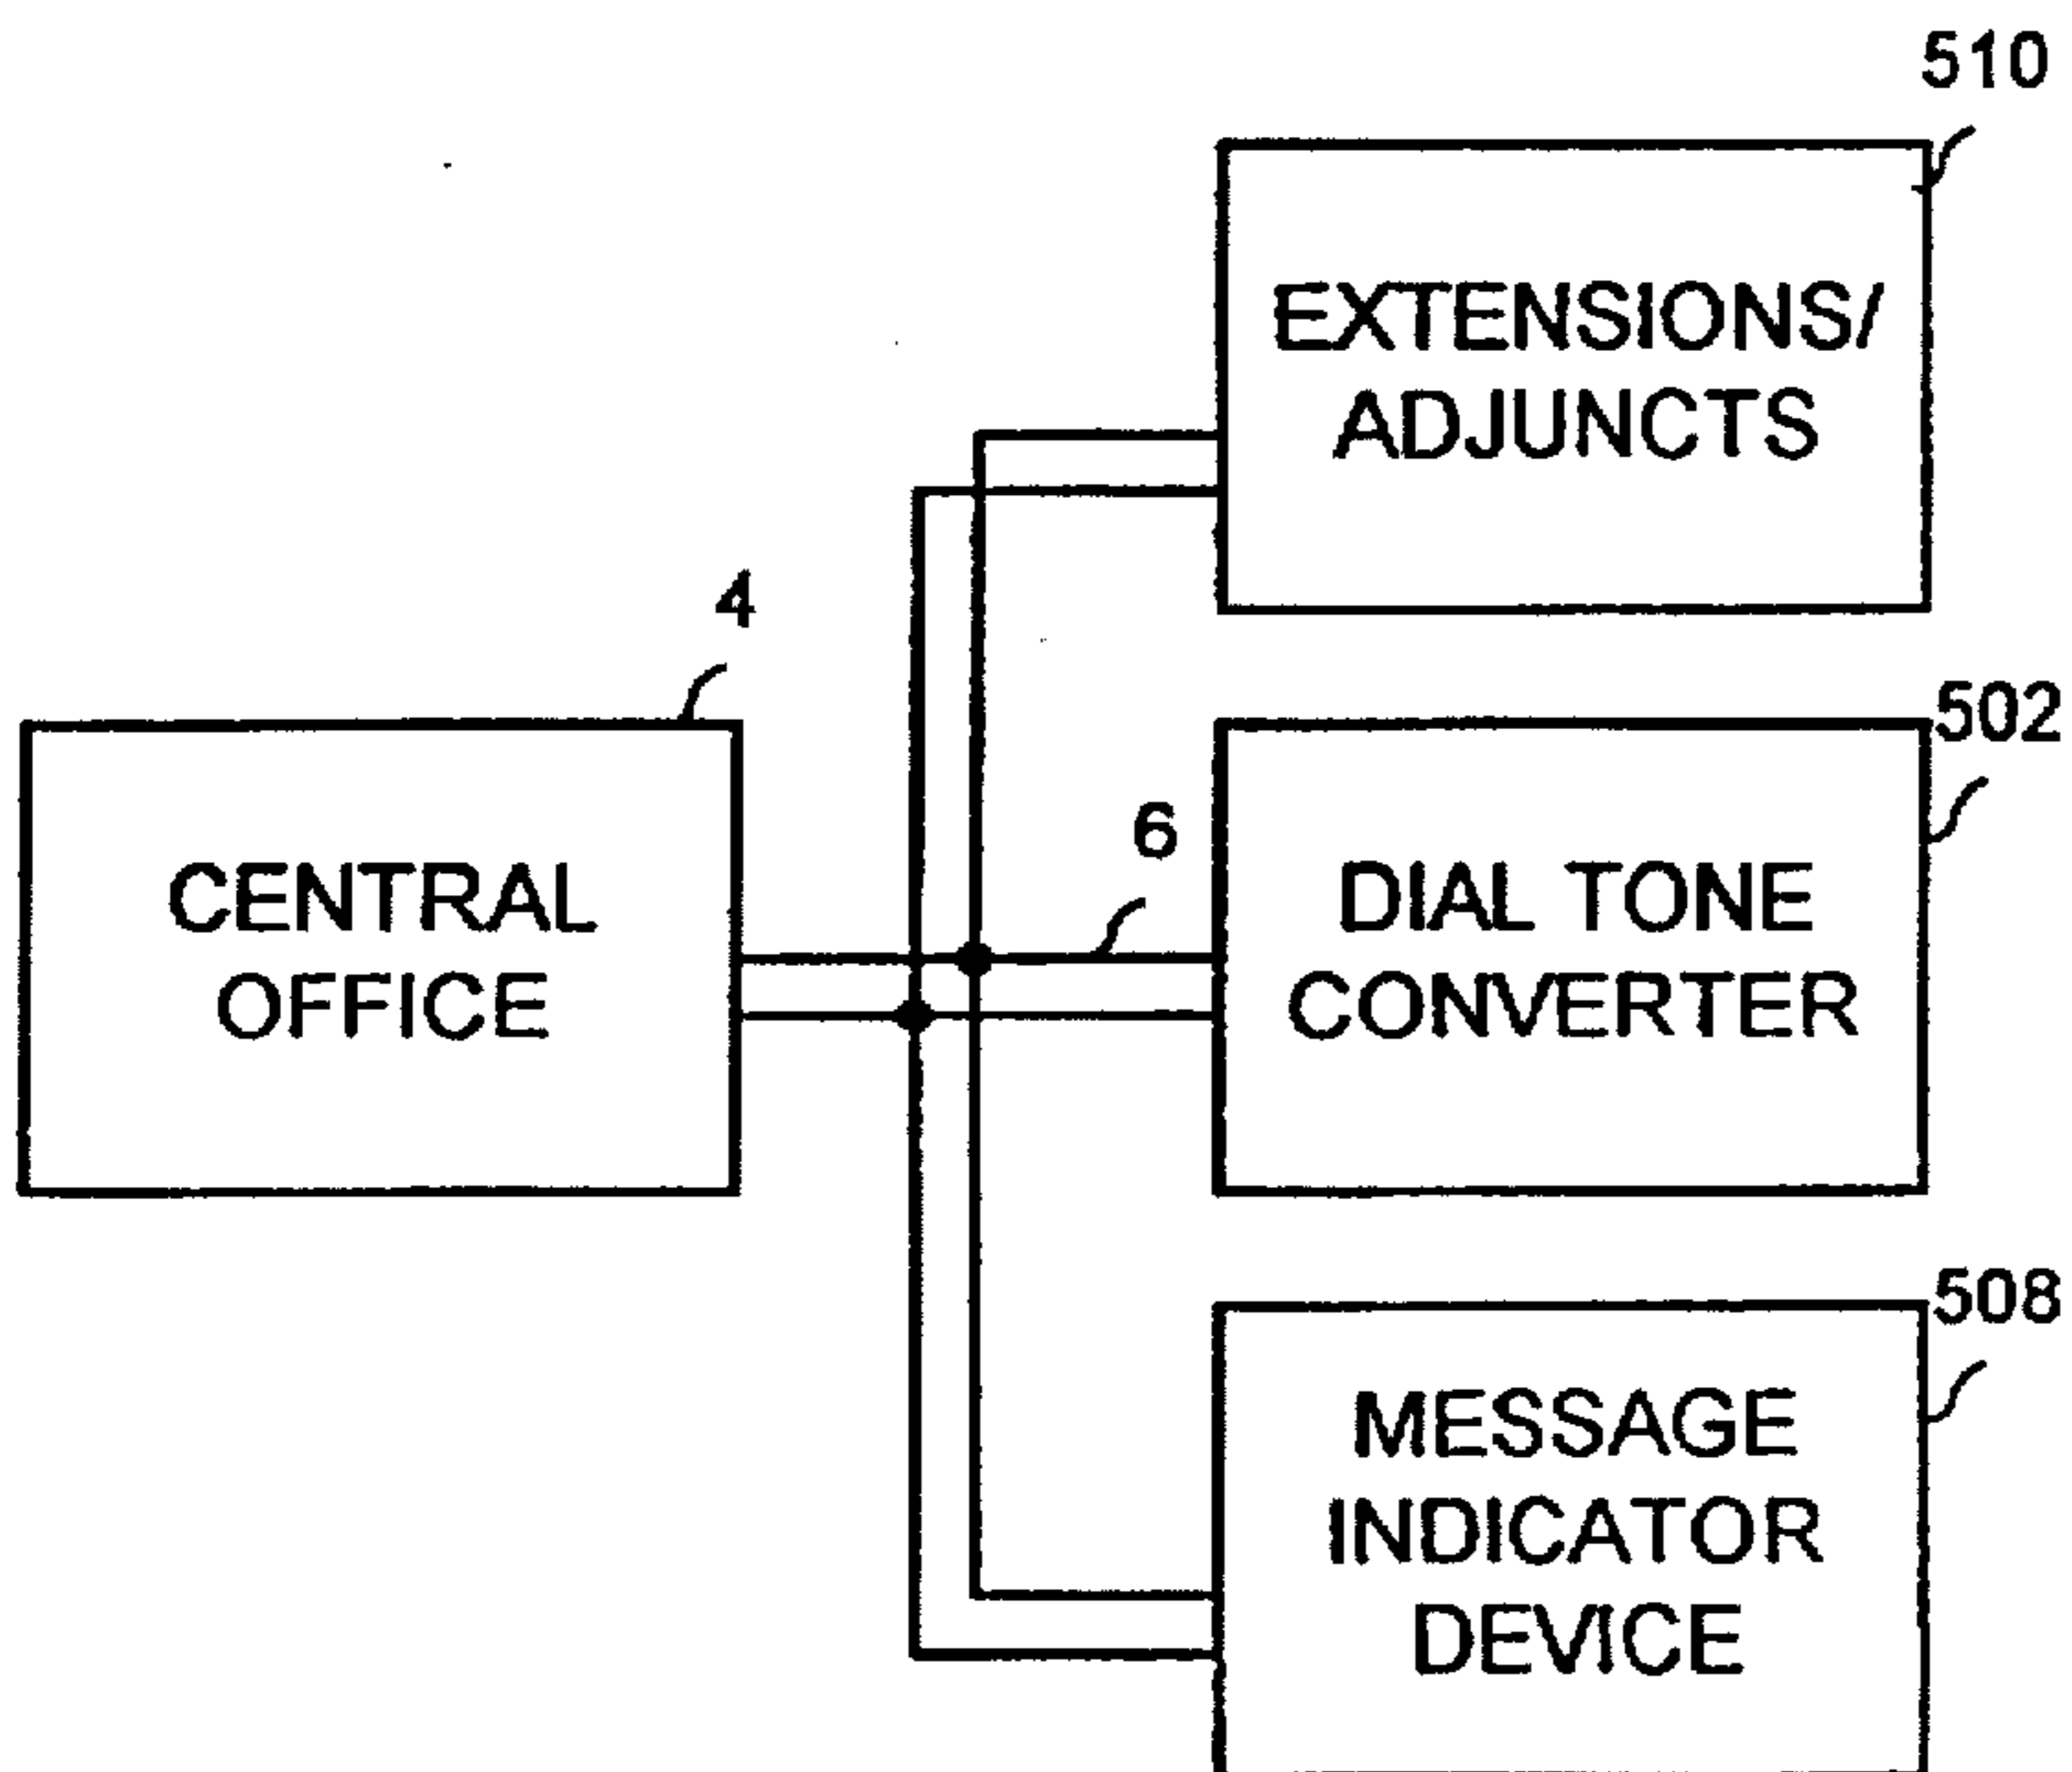 510
EXTENSIONS/
ADJUNCTS
4
CENTRAL
OFFICE
6
502
DIAL TONE
CONVERTER
508
MESSAGE
INDICATOR
DEVICE